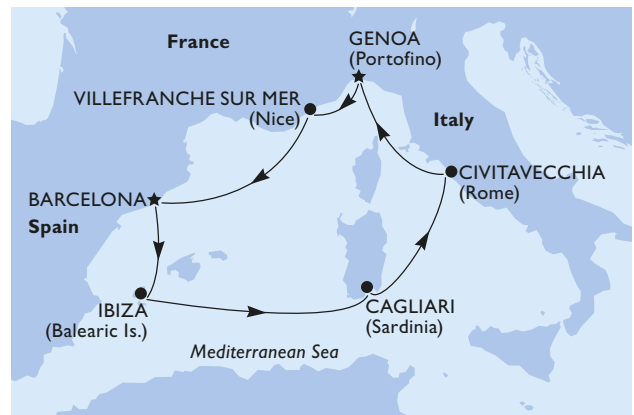 France
GENOA
(Portofino)
VILLEFRANCHE SUR MER
(Nice)
Italy
CIVITAVECCHIA
(Rome)
BARCELONA
Spain
IBIZA
(Balearic Is.)
CAGLIARI
(Sardinia)
Mediterranean Sea